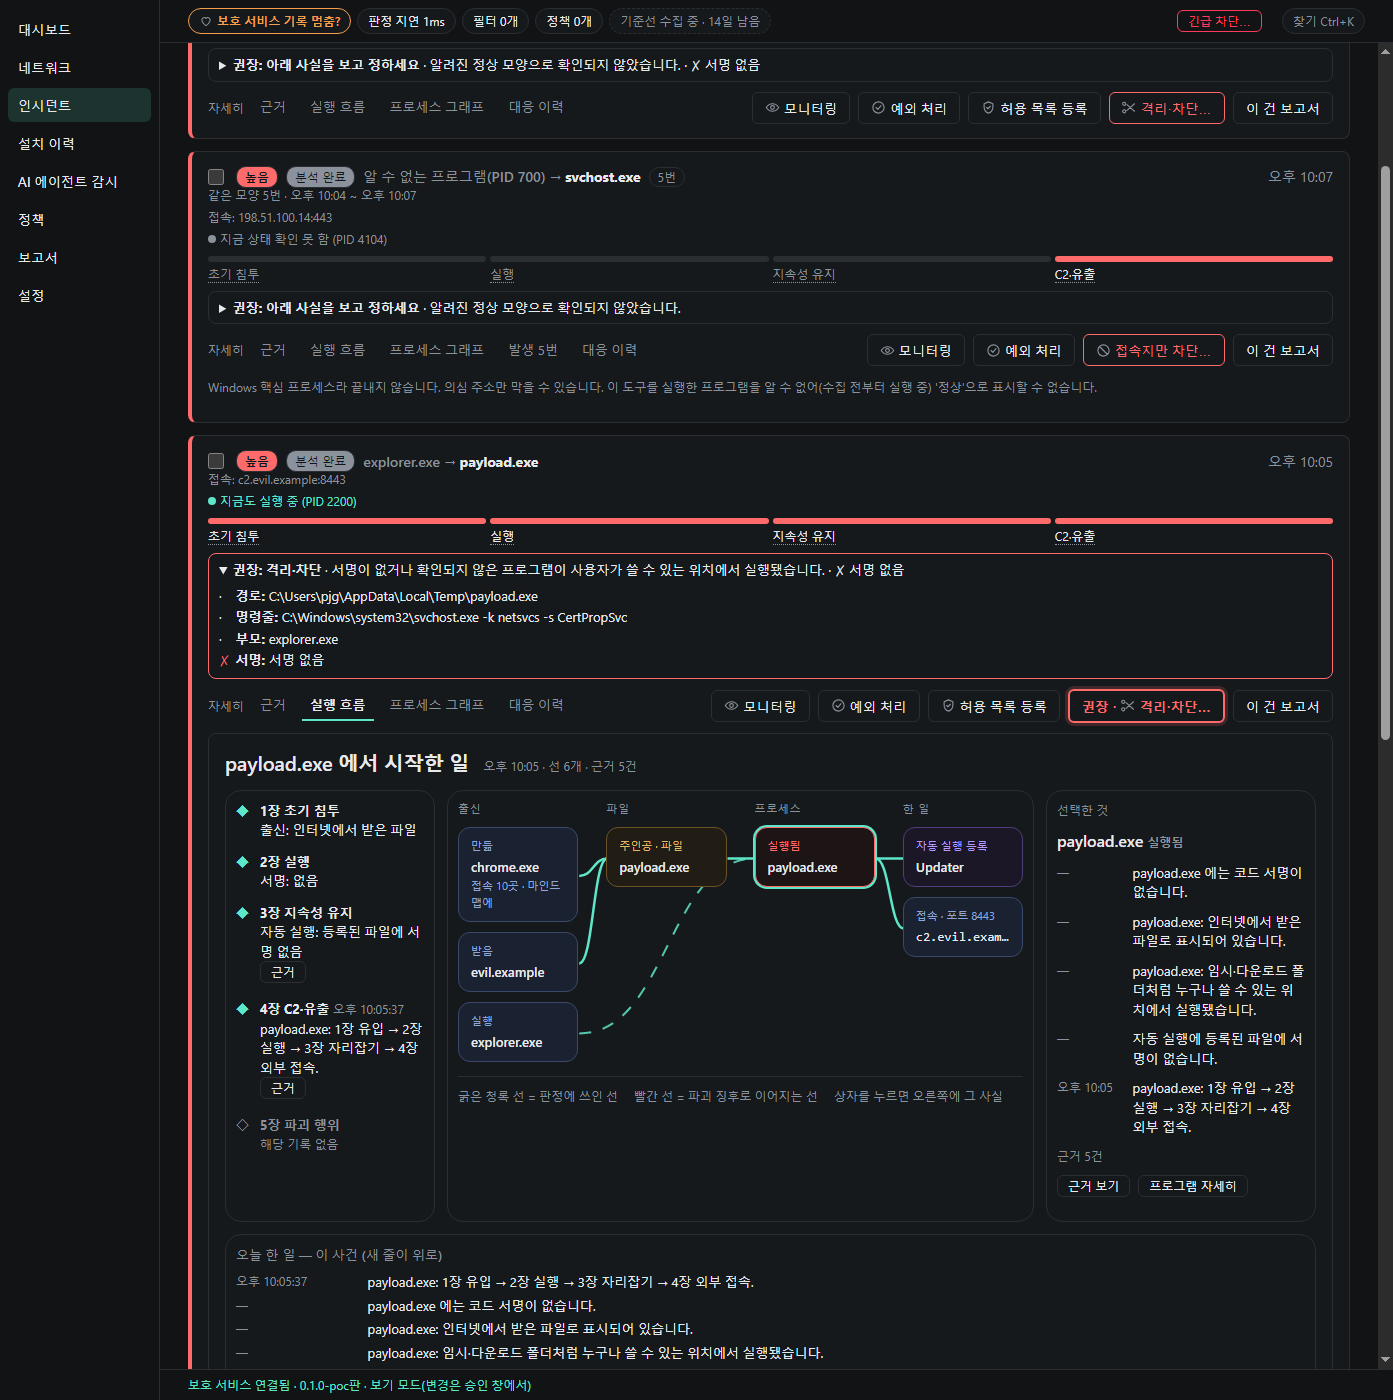 대시보드
네트워크
인시던트
설치 이력
AI 에이전트 감시
정책
보고서
설정
보호 서비스 기록 멈춤?
판정 지연 1ms
필터 0개
정책 0개
기준선 수집 중 · 14일 남음
긴급 차단...
찾기 Ctrl+K
▶ 권장: 아래 사실을 보고 정하세요 · 알려진 정상 모양으로 확인되지 않았습니다. · ✗ 서명 없음
자세히 근거 실행 흐름 프로세스 그래프 대응 이력
모니터링
예외 처리
허용 목록 등록
격리·차단...
이 건 보고서
높음 분석 완료 알 수 없는 프로그램(PID 700) → svchost.exe 5번
오후 10:07
같은 모양 5번 · 오후 10:04 ~ 오후 10:07
접속: 198.51.100.14:443
지금 상태 확인 못 함 (PID 4104)
초기 침투
실행
지속성 유지
C2·유출
▶ 권장: 아래 사실을 보고 정하세요 · 알려진 정상 모양으로 확인되지 않았습니다.
자세히 근거 실행 흐름 프로세스 그래프 발생 5번 대응 이력
모니터링
예외 처리
접속지만 차단...
이 건 보고서
Windows 핵심 프로세스라 끝내지 않습니다. 의심 주소만 막을 수 있습니다. 이 도구를 실행한 프로그램을 알 수 없어(수집 전부터 실행 중) '정상'으로 표시할 수 없습니다.
높음 분석 완료 explorer.exe → payload.exe
오후 10:05
접속: c2.evil.example:8443
지금도 실행 중 (PID 2200)
초기 침투
실행
지속성 유지
C2·유출
▼ 권장: 격리·차단 · 서명이 없거나 확인되지 않은 프로그램이 사용자가 쓸 수 있는 위치에서 실행됐습니다. · ✗ 서명 없음
· 경로: C:\Users\pjg\AppData\Local\Temp\payload.exe
· 명령줄: C:\Windows\system32\svchost.exe -k netsvcs -s CertPropSvc
· 부모: explorer.exe
✗ 서명: 서명 없음
자세히 근거 실행 흐름 프로세스 그래프 대응 이력
모니터링
예외 처리
허용 목록 등록
권장 · 격리·차단...
이 건 보고서
payload.exe 에서 시작한 일 오후 10:05 · 선 6개 · 근거 5건
1장 초기 침투
출신: 인터넷에서 받은 파일
2장 실행
서명: 없음
3장 지속성 유지
자동 실행: 등록된 파일에 서
명 없음
근거
4장 C2·유출 오후 10:05:37
payload.exe: 1장 유입 → 2장
실행 → 3장 자리잡기 → 4장
외부 접속.
근거
5장 파괴 행위
해당 기록 없음
출신
파일
프로세스
한 일
만듦
chrome.exe
접속 10곳 · 마인드
맵에
받음
evil.example
실행
explorer.exe
주인공 · 파일
payload.exe
실행됨
payload.exe
자동 실행 등록
Updater
접속 · 포트 8443
c2.evil.exam…
굵은 청록 선 = 판정에 쓰인 선 빨간 선 = 파괴 징후로 이어지는 선 상자를 누르면 오른쪽에 그 사실
선택한 것
payload.exe 실행됨
— payload.exe 에는 코드 서명이
없습니다.
— payload.exe: 인터넷에서 받은
파일로 표시되어 있습니다.
— payload.exe: 임시·다운로드 폴
더처럼 누구나 쓸 수 있는 위
치에서 실행됐습니다.
— 자동 실행에 등록된 파일에 서
명이 없습니다.
오후 10:05 payload.exe: 1장 유입 → 2장
실행 → 3장 자리잡기 → 4장
외부 접속.
근거 5건
근거 보기
프로그램 자세히
오늘 한 일 — 이 사건 (새 줄이 위로)
오후 10:05:37 payload.exe: 1장 유입 → 2장 실행 → 3장 자리잡기 → 4장 외부 접속.
— payload.exe 에는 코드 서명이 없습니다.
— payload.exe: 인터넷에서 받은 파일로 표시되어 있습니다.
— payload.exe: 임시·다운로드 폴더처럼 누구나 쓸 수 있는 위치에서 실행됐습니다.
보호 서비스 연결됨 · 0.1.0-poc판 · 보기 모드(변경은 승인 창에서)